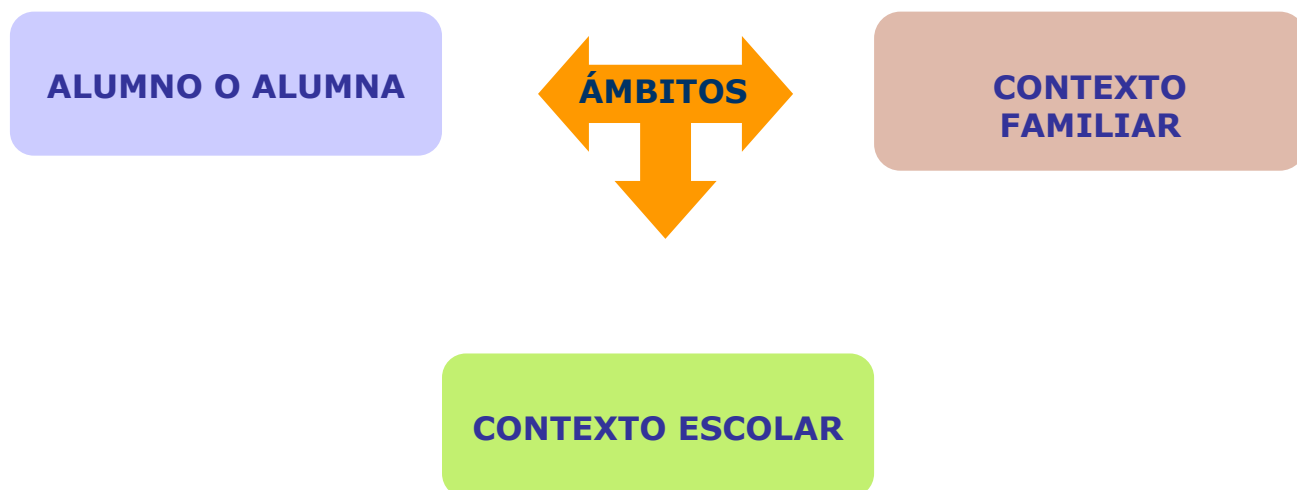 ALUMNO O ALUMNA
ÁMBITOS
CONTEXTO
FAMILIAR
CONTEXTO ESCOLAR